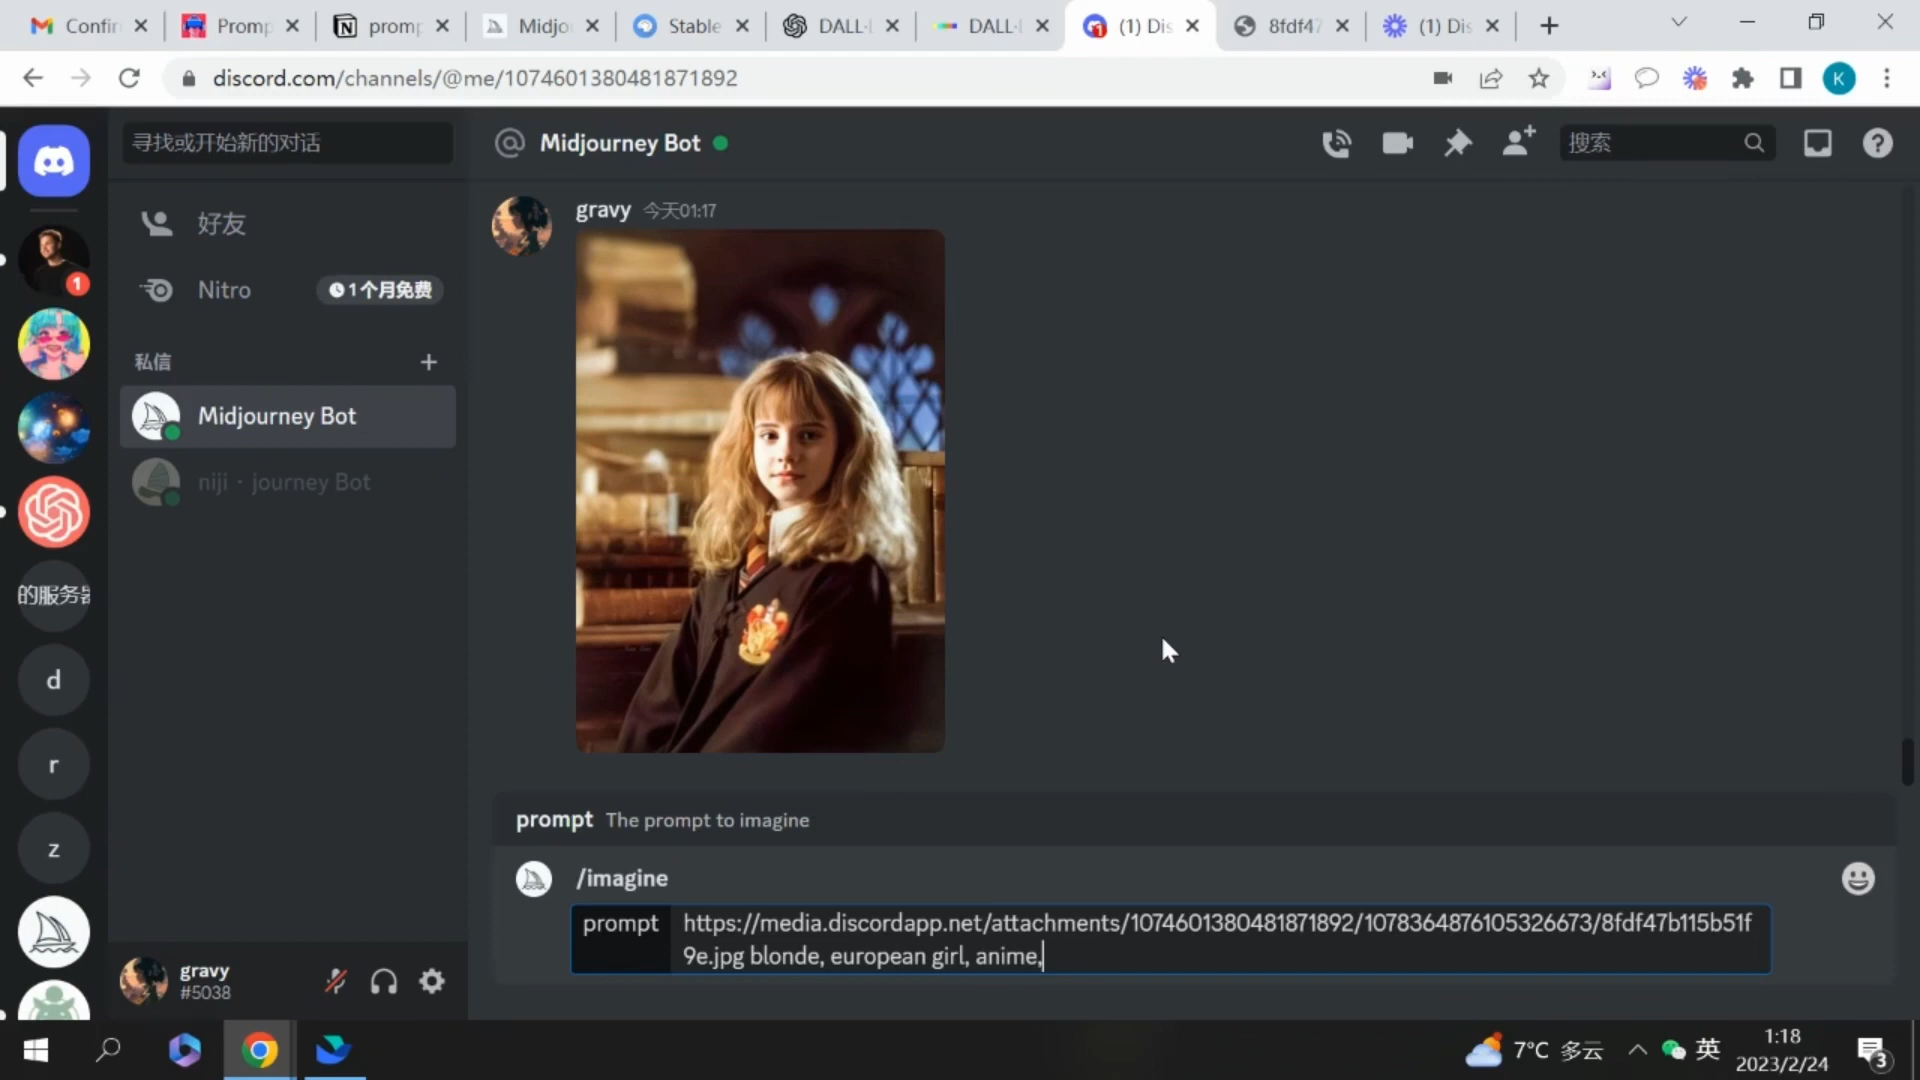 Confir
Promp
promp
Midjo
Stable
DALL·
DALL·
(1) Dis
8fdf47
(1) Dis
discord.com/channels/@me/1074601380481871892
K
寻找或开始新的对话
Midjourney Bot
搜索
好友
Nitro
1个月免费
私信
Midjourney Bot
niji · journey Bot
1
的服务器
d
r
z
gravy 今天01:17
prompt The prompt to imagine
/imagine
prompt https://media.discordapp.net/attachments/1074601380481871892/1078364876105326673/8fdf47b115b51f
9e.jpg blonde, european girl, anime,
gravy
#5038
7°C 多云
英
1:18
2023/2/24
3